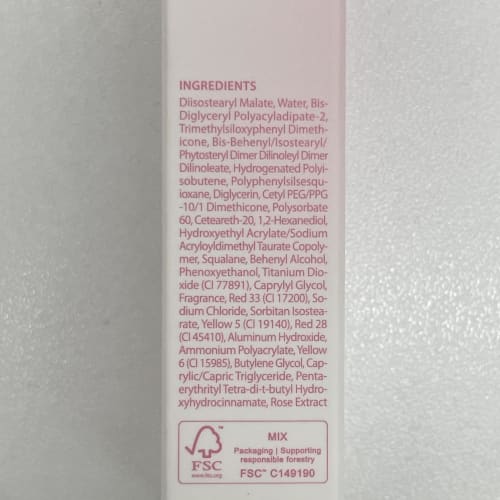 INGREDIENTS
Diisostearyl Malate, Water, Bis-
Diglyceryl Polyacyladipate-2,
Trimethylsiloxyphenyl Dimeth-
icone, Bis-Behenyl/Isostearyl/
Phytosteryl Dimer Dilinoleyl Dimer
Dilinoleate, Hydrogenated Polyi-
sobutene, Polyphenylsilsesqu-
ioxane, Diglycerin, Cetyl PEG/PPG
-10/1 Dimethicone, Polysorbate
60, Ceteareth-20, 1,2-Hexanediol,
Hydroxyethyl Acrylate/Sodium
Acryloyldimethyl Taurate Copoly-
mer, Squalane, Behenyl Alcohol,
Phenoxyethanol, Titanium Dio-
xide (CI 77891), Caprylyl Glycol,
Fragrance, Red 33 (CI 17200), So-
dium Chloride, Sorbitan Isostea-
rate, Yellow 5 (CI 19140), Red 28
(CI 45410), Aluminum Hydroxide,
Ammonium Polyacrylate, Yellow
6 (CI 15985), Butylene Glycol, Cap-
rylic/Capric Triglyceride, Penta-
erythrityl Tetra-di-t-butyl Hydro-
xyhydrocinnamate, Rose Extract
FSC
www.fsc.org
MIX
Packaging | Supporting
responsible forestry
FSC™ C149190